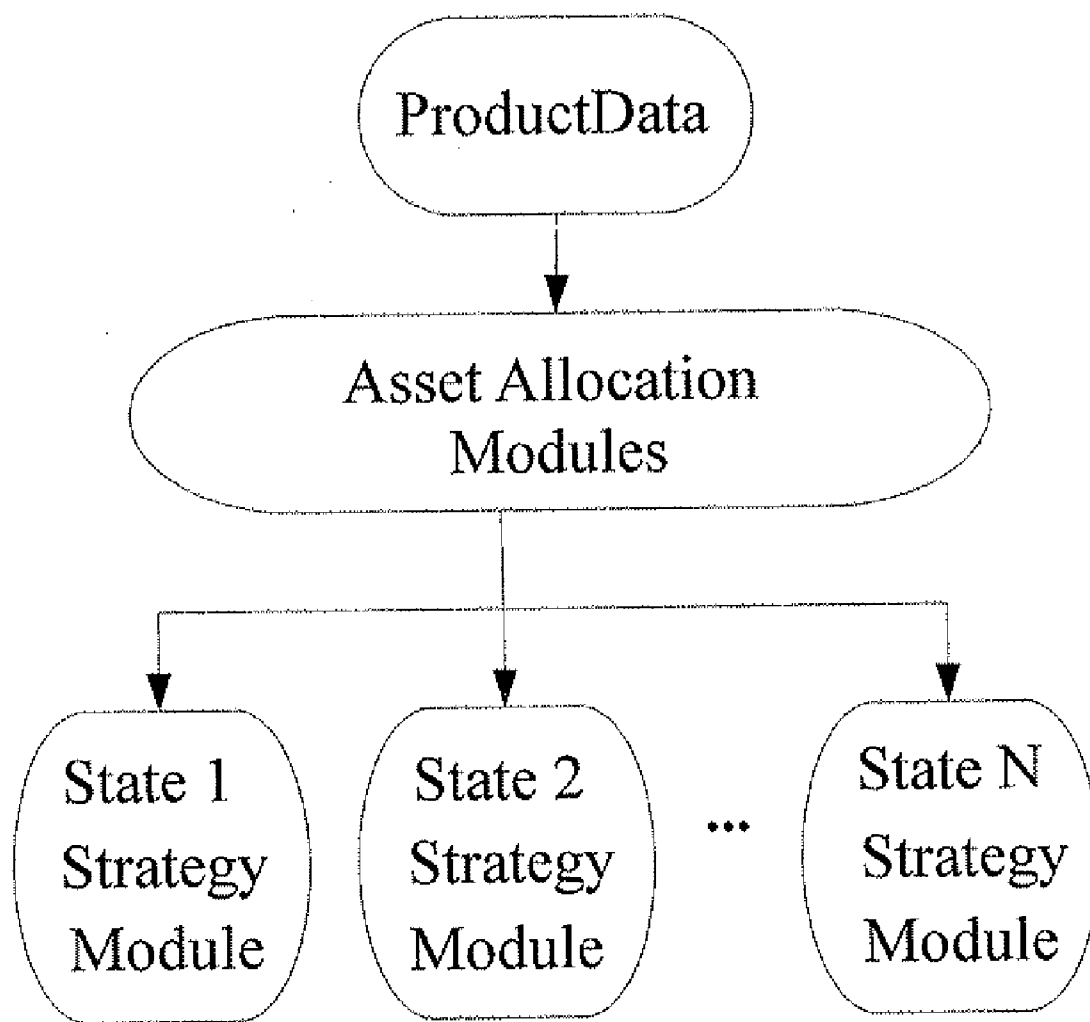 ProductData
Asset Allocation
Modules
State 1
Strategy
Module
State 2
Strategy
Module
...
State N
Strategy
Module